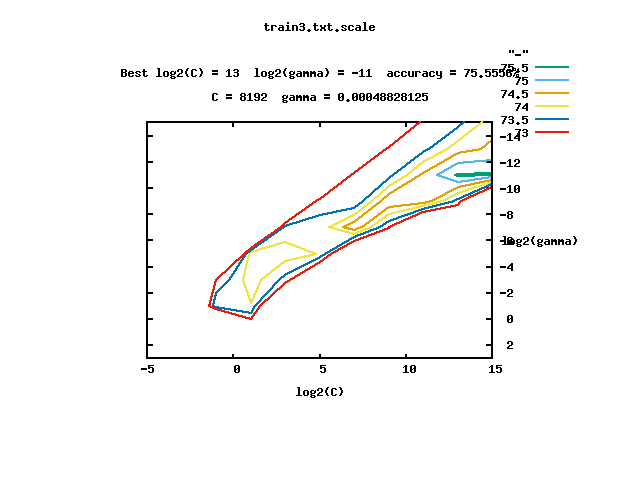 train3.txt.scale
"-"
Best log2(C) = 13 log2(gamma) = -11 accuracy = 75.5556%
C = 8192 gamma = 0.00048828125
75.5
75
74.5
74
73.5
73
-14
-12
-10
-8
-6
log2(gamma)
-4
-2
0
2
-5 0 5 10 15
log2(C)